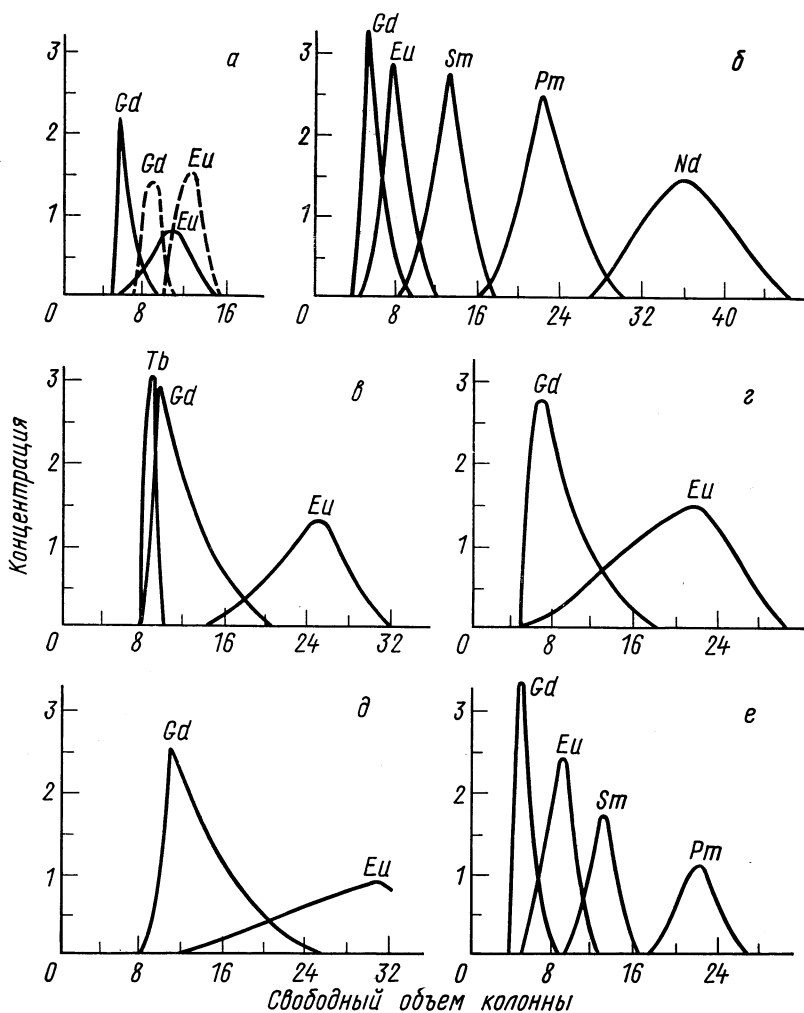 3 а
Gd
2
Gd Eu
1 Eu
0 8 16
3 Gd б
Eu Sm Pm
2
Nd
1
0 8 16 24 32 40
Tb
3 Gd в
2
Eu
1
0 8 16 24 32
3 Gd г
2
Eu
1
0 8 16 24
3 д
Gd
2
1 Eu
0 8 16 24 32
3 Gd е
Eu
2
Sm
1 Pm
0 8 16 24
Концентрация
Свободный объем колонны